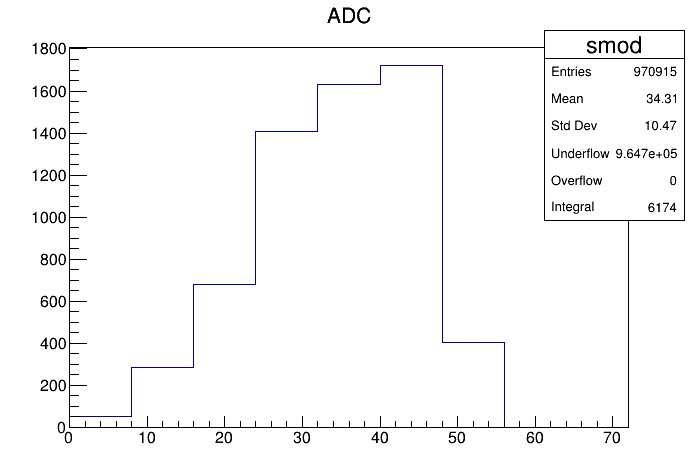 ADC
smod
Entries 970915
Mean 34.31
Std Dev 10.47
Underflow 9.647e+05
Overflow 0
Integral 6174
1800
1600
1400
1200
1000
800
600
400
200
0
0 10 20 30 40 50 60 70